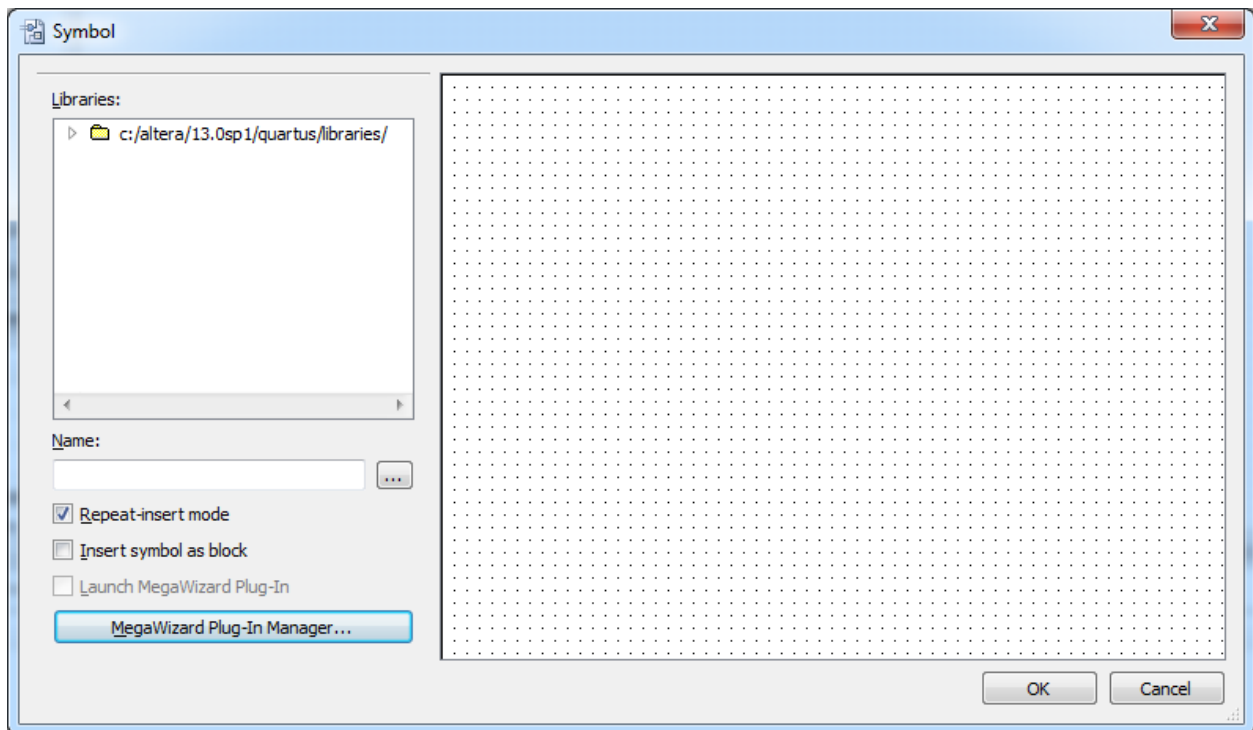 Symbol
Libraries:
c:/altera/13.0sp1/quartus/libraries/
Name:
...
Repeat-insert mode
Insert symbol as block
Launch MegaWizard Plug-In
MegaWizard Plug-In Manager...
OK
Cancel